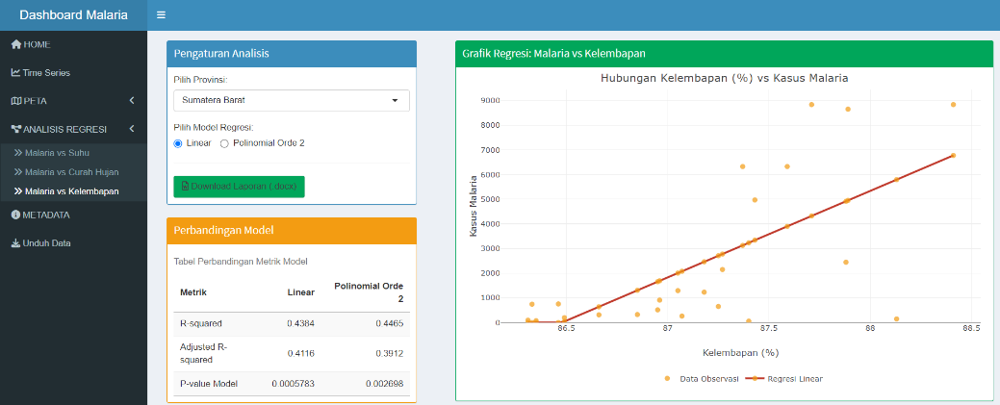 Dashboard Malaria
HOME
Time Series
PETA
ANALISIS REGRESI
Malaria vs Suhu
Malaria vs Curah Hujan
Malaria vs Kelembapan
METADATA
Unduh Data
Pengaturan Analisis
Pilih Provinsi:
Sumatera Barat
Pilih Model Regresi:
Linear Polinomial Orde 2
Download Laporan (.docx)
Perbandingan Model
Tabel Perbandingan Metrik Model
Metrik Linear Polinomial Orde
2
R-squared 0.4384 0.4465
Adjusted R-
squared 0.4116 0.3912
P-value Model 0.0005783 0.002698
Grafik Regresi: Malaria vs Kelembapan
Hubungan Kelembapan (%) vs Kasus Malaria
Kasus Malaria
9000
8000
7000
6000
5000
4000
3000
2000
1000
0
86.5 87 87.5 88 88.5
Kelembapan (%)
Data Observasi Regresi Linear